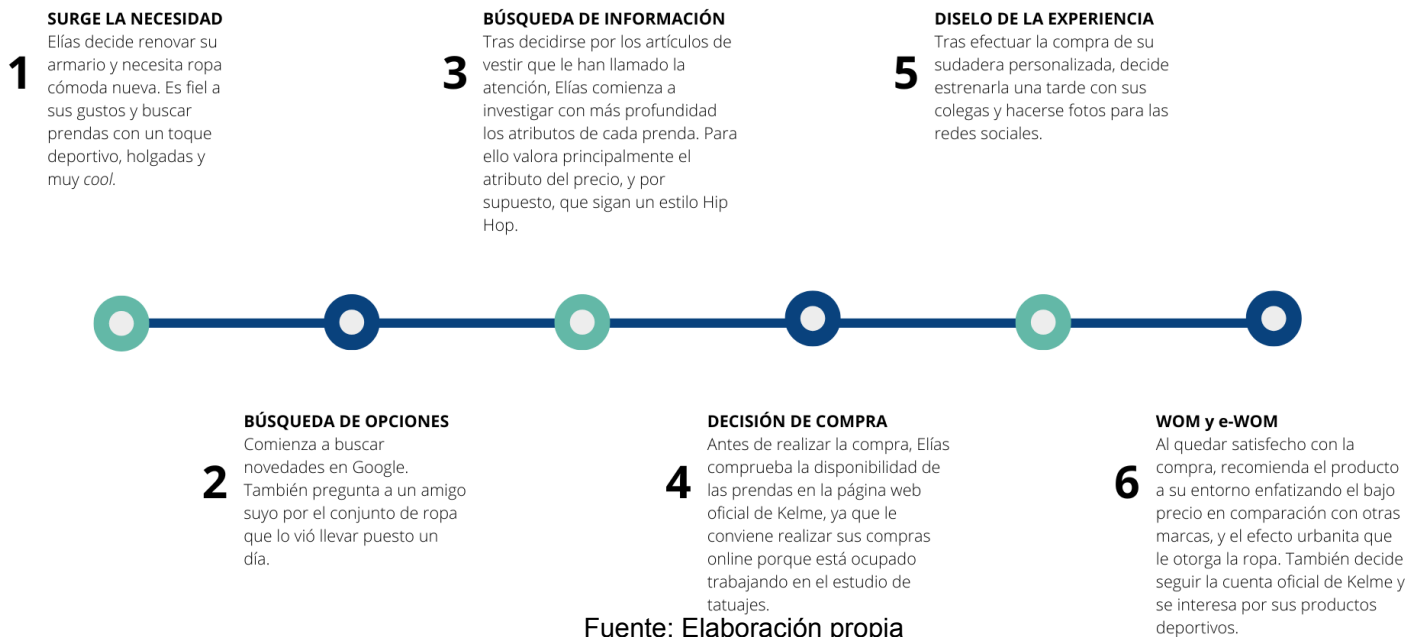 SURGE LA NECESIDAD
1
Elías decide renovar su
armario y necesita ropa
cómoda nueva. Es fiel a
sus gustos y buscar
prendas con un toque
deportivo, holgadas y
muy cool.
BÚSQUEDA DE OPCIONES
2
Comienza a buscar
novedades en Google.
También pregunta a un amigo
suyo por el conjunto de ropa
que lo vió llevar puesto un
día.
BÚSQUEDA DE INFORMACIÓN
3
Tras decidirse por los artículos de
vestir que le han llamado la
atención, Elías comienza a
investigar con más profundidad
los atributos de cada prenda. Para
ello valora principalmente el
atributo del precio, y por
supuesto, que sigan un estilo Hip
Hop.
DECISIÓN DE COMPRA
4
Antes de realizar la compra, Elías
comprueba la disponibilidad de
las prendas en la página web
oficial de Kelme, ya que le
conviene realizar sus compras
online porque está ocupado
trabajando en el estudio de
tatuajes.
DISELO DE LA EXPERIENCIA
5
Tras efectuar la compra de su
sudadera personalizada, decide
estrenarla una tarde con sus
colegas y hacerse fotos para las
redes sociales.
WOM y e-WOM
6
Al quedar satisfecho con la
compra, recomienda el producto
a su entorno enfatizando el bajo
precio en comparación con otras
marcas, y el efecto urbanita que
le otorga la ropa. También decide
seguir la cuenta oficial de Kelme y
se interesa por sus productos
deportivos.
Fuente: Elaboración propia